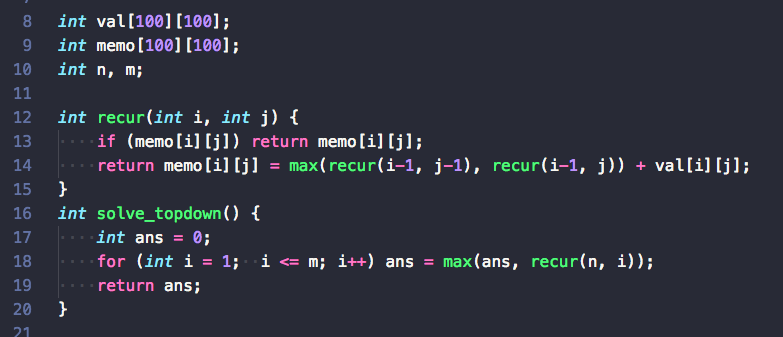 8 int val[100][100];
9 int memo[100][100];
10 int n, m;
11
12 int recur(int i, int j) {
13     if (memo[i][j]) return memo[i][j];
14     return memo[i][j] = max(recur(i-1, j-1), recur(i-1, j)) + val[i][j];
15 }
16 int solve_topdown() {
17     int ans = 0;
18     for (int i = 1;  i <= m; i++) ans = max(ans, recur(n, i));
19     return ans;
20 }
21